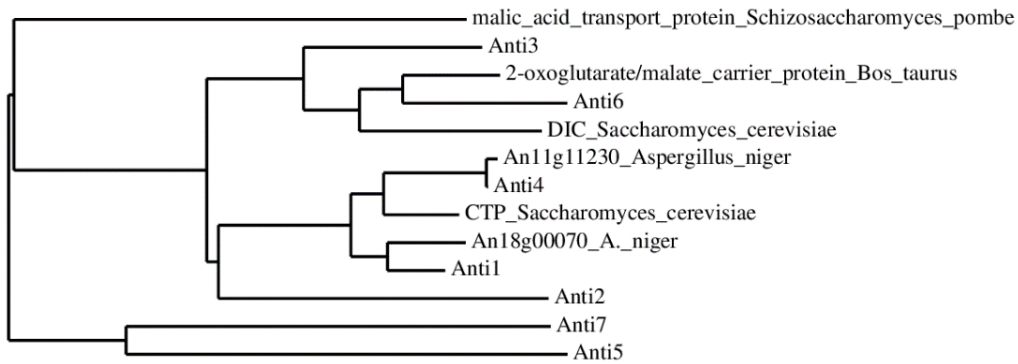 malic_acid_transport_protein_Schizosaccharomyces_pombe
Anti3
2-oxoglutarate/malate_carrier_protein_Bos_taurus
Anti6
DIC_Saccharomyces_cerevisiae
An11g11230_Aspergillus_niger
Anti4
CTP_Saccharomyces_cerevisiae
An18g00070_A._niger
Anti1
Anti2
Anti7
Anti5